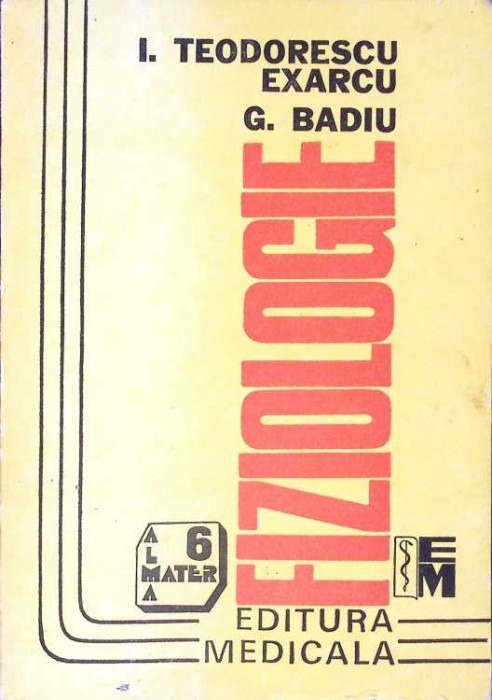 I. TEODORESCU
EXARCU
G. BADIU
FIZIOLOGIE
ALMA
MATER
6
EM
EDITURA
MEDICALA